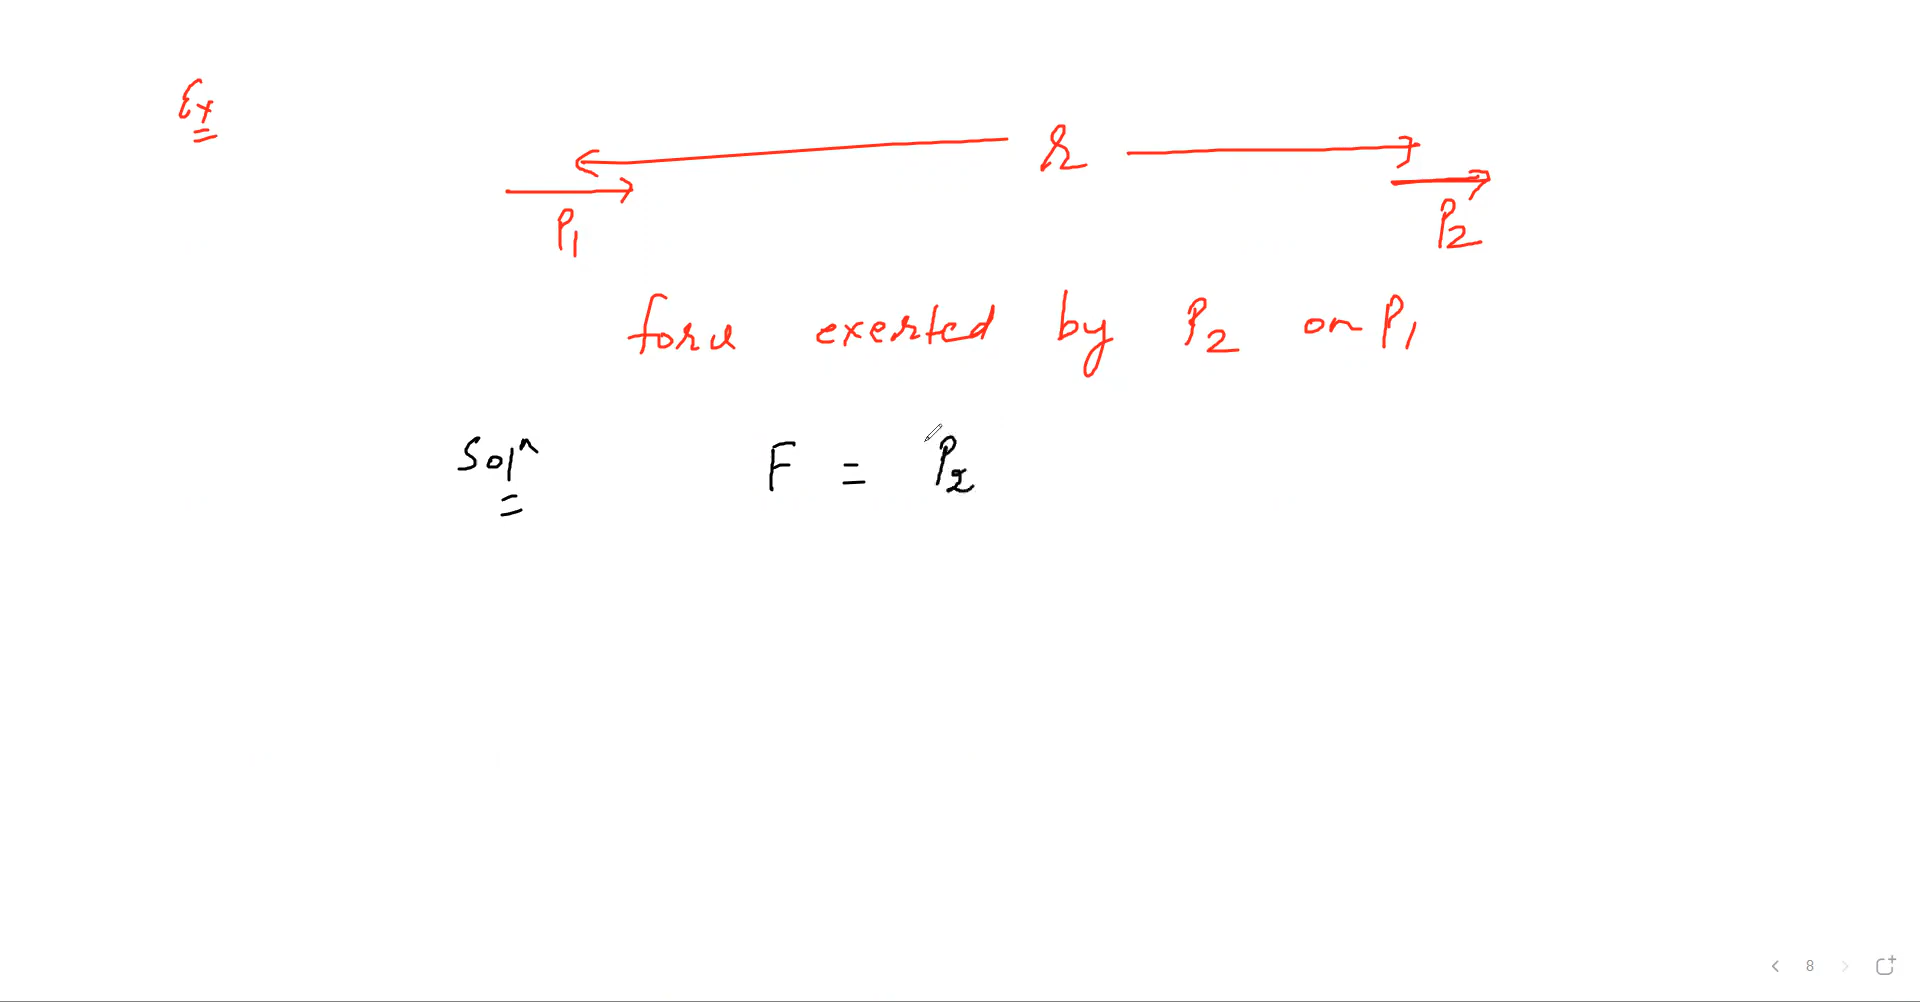 Ex
r
P1 P2
force exerted by P2 on P1
Solⁿ F = P2
8